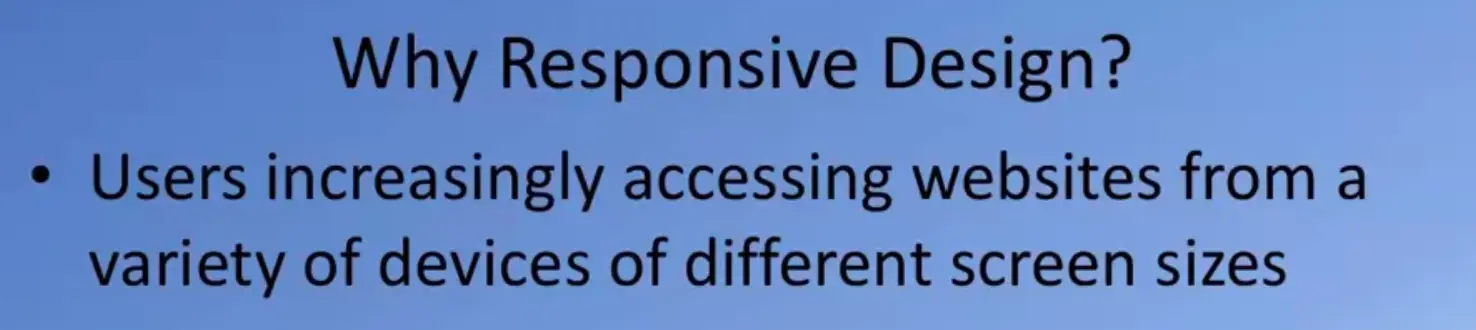 Why Responsive Design?
• Users increasingly accessing websites from a
variety of devices of different screen sizes